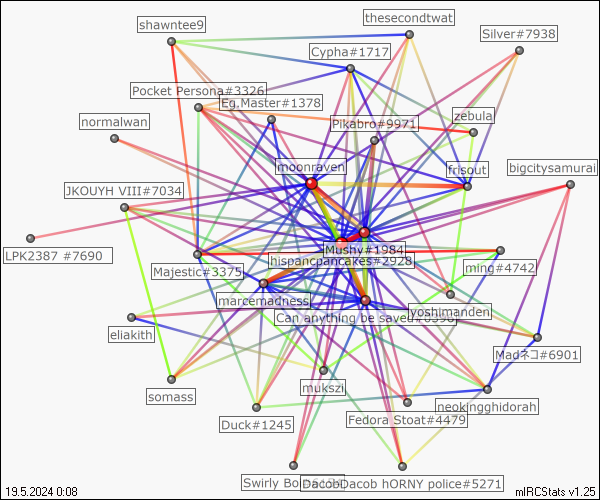 thesecondtwat
shawntee9
Silver#7938
Cypha#1717
Pocket Persona#3326
Eg.Master#1378
zebula
normalwan
Pikabro#9971
moonraven
frisout
bigcitysamurai
JKOUYH VIII#7034
LPK2387 #7690
Mushy#1984
hispancpancakes#2928
Majestic#3375
ming#4742
marcemadness
Can anything be saved
yoshimanden
eliakith
Madネコ#6901
mukszi
somass
neokingghidorah
Duck#1245
Fedora Stoat#4479
Swirly
DacobDacob hORNY police#5271
19.5.2024 0:08
mIRCStats v1.25